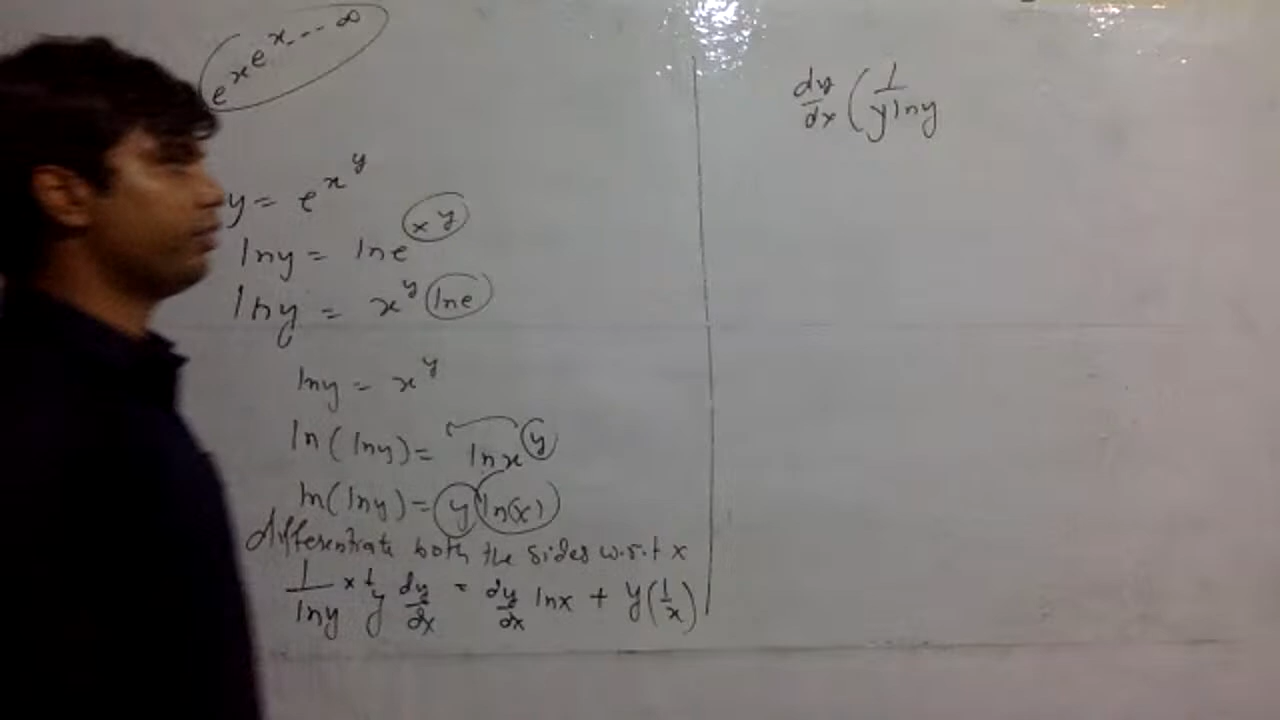 e^x^e^x...∞
y = e^x^y
lny = lne^x^y
lny = x^y lne
lny = x^y
ln(lny) = lnx^y
ln(lny) = y ln(x)
differentiate both the sides w.r.t x
1/lny × 1/y dy/dx = dy/dx lnx + y(1/x)
dy/dx (1/ylny